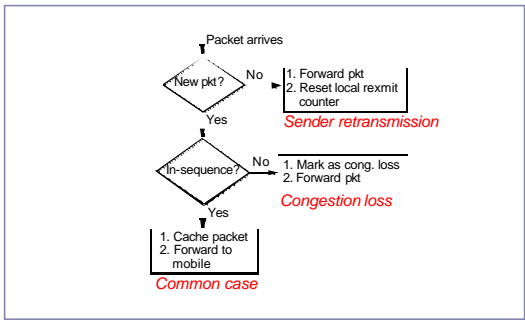 Packet arrives
New pkt?
No
1. Forward pkt
2. Reset local rexmit
counter
Sender retransmission
Yes
In-sequence?
No
1. Mark as cong. loss
2. Forward pkt
Congestion loss
Yes
1. Cache packet
2. Forward to
mobile
Common case